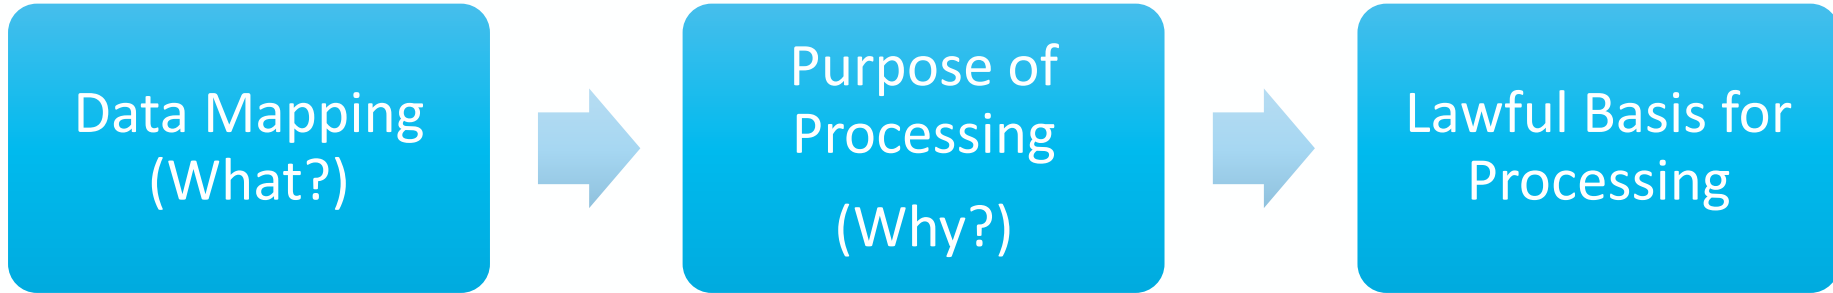 Data Mapping
(What?)
Purpose of
Processing
(Why?)
Lawful Basis for
Processing